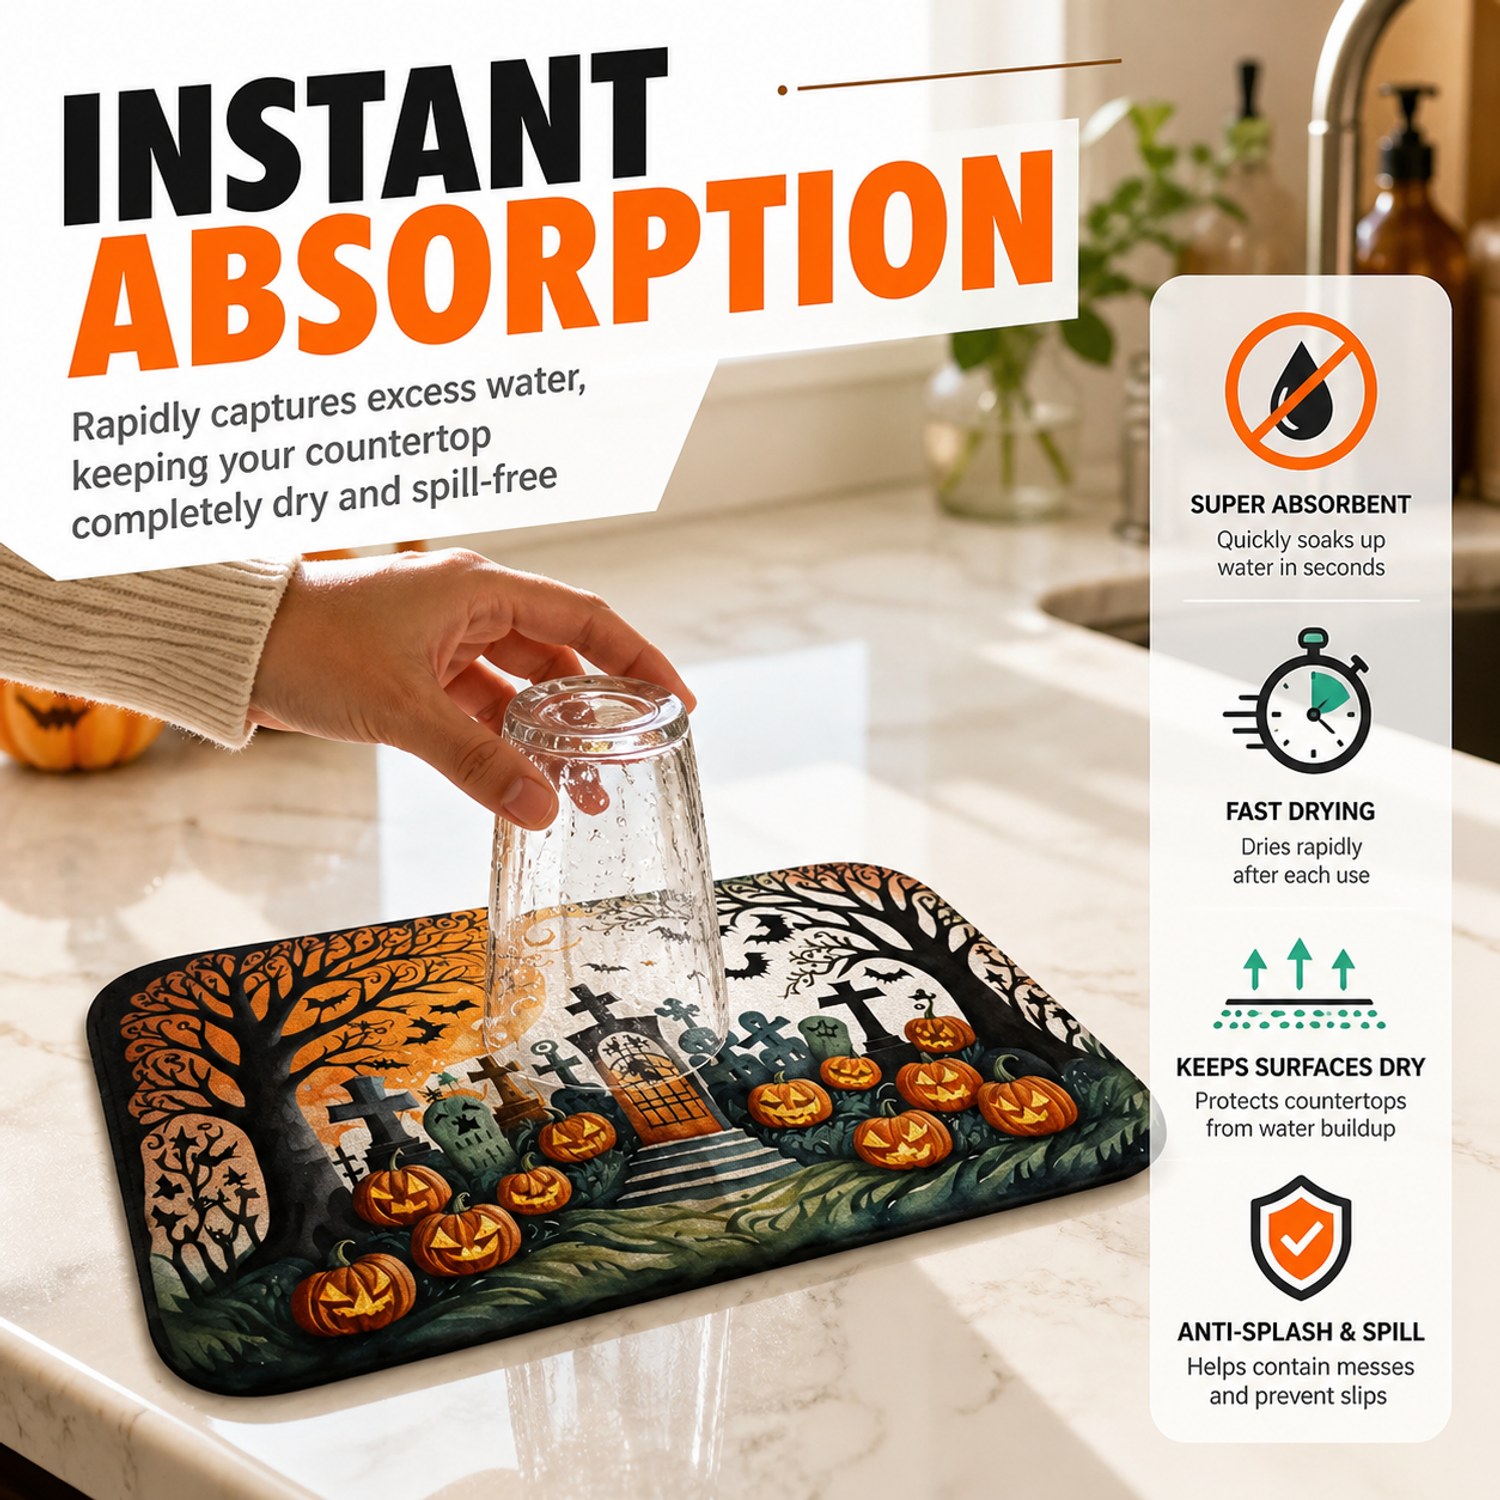 INSTANT
ABSORPTION
Rapidly captures excess water,
keeping your countertop
completely dry and spill-free
SUPER ABSORBENT
Quickly soaks up
water in seconds
FAST DRYING
Dries rapidly
after each use
KEEPS SURFACES DRY
Protects countertops
from water buildup
ANTI-SPLASH & SPILL
Helps contain messes
and prevent slips